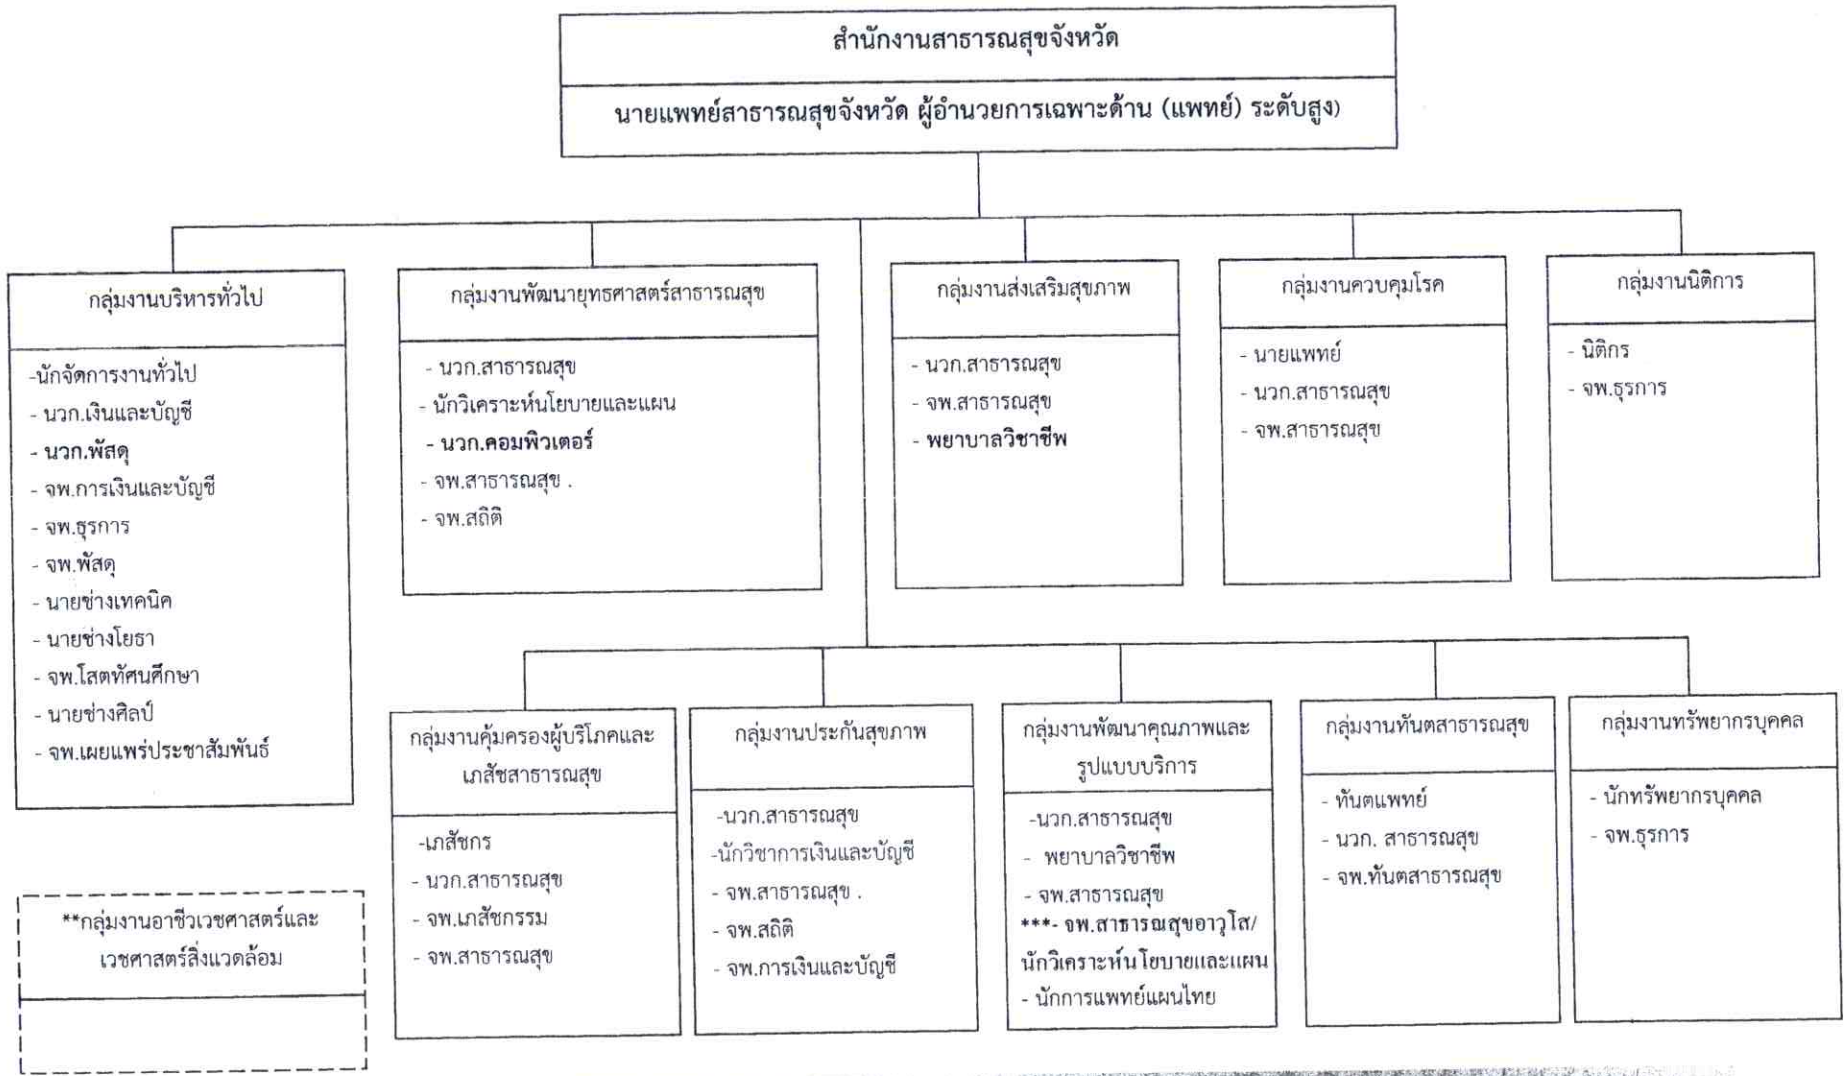 สำนักงานสาธารณสุขจังหวัด
นายแพทย์สาธารณสุขจังหวัด ผู้อำนวยการเฉพาะด้าน (แพทย์) ระดับสูง)
กลุ่มงานบริหารทั่วไป
-นักจัดการงานทั่วไป
- นวก.เงินและบัญชี
- นวก.พัสดุ
- จพ.การเงินและบัญชี
- จพ.ธุรการ
- จพ.พัสดุ
- นายช่างเทคนิค
- นายช่างโยธา
- จพ.โสตทัศนศึกษา
- นายช่างศิลป์
- จพ.เผยแพร่ประชาสัมพันธ์
กลุ่มงานพัฒนายุทธศาสตร์สาธารณสุข
- นวก.สาธารณสุข
- นักวิเคราะห์นโยบายและแผน
- นวก.คอมพิวเตอร์
- จพ.สาธารณสุข .
- จพ.สถิติ
กลุ่มงานส่งเสริมสุขภาพ
- นวก.สาธารณสุข
- จพ.สาธารณสุข
- พยาบาลวิชาชีพ
กลุ่มงานควบคุมโรค
- นายแพทย์
- นวก.สาธารณสุข
- จพ.สาธารณสุข
กลุ่มงานนิติการ
- นิติกร
- จพ.ธุรการ
กลุ่มงานคุ้มครองผู้บริโภคและ
เภสัชสาธารณสุข
-เภสัชกร
- นวก.สาธารณสุข
- จพ.เภสัชกรรม
- จพ.สาธารณสุข
กลุ่มงานประกันสุขภาพ
-นวก.สาธารณสุข
-นักวิชาการเงินและบัญชี
- จพ.สาธารณสุข .
- จพ.สถิติ
- จพ.การเงินและบัญชี
กลุ่มงานพัฒนาคุณภาพและ
รูปแบบบริการ
-นวก.สาธารณสุข
- พยาบาลวิชาชีพ
- จพ.สาธารณสุข
***- จพ.สาธารณสุขอาวุโส/
นักวิเคราะห์นโยบายและแผน
- นักการแพทย์แผนไทย
กลุ่มงานทันตสาธารณสุข
- ทันตแพทย์
- นวก. สาธารณสุข
- จพ.ทันตสาธารณสุข
กลุ่มงานทรัพยากรบุคคล
- นักทรัพยากรบุคคล
- จพ.ธุรการ
**กลุ่มงานอาชีวเวชศาสตร์และ
เวชศาสตร์สิ่งแวดล้อม